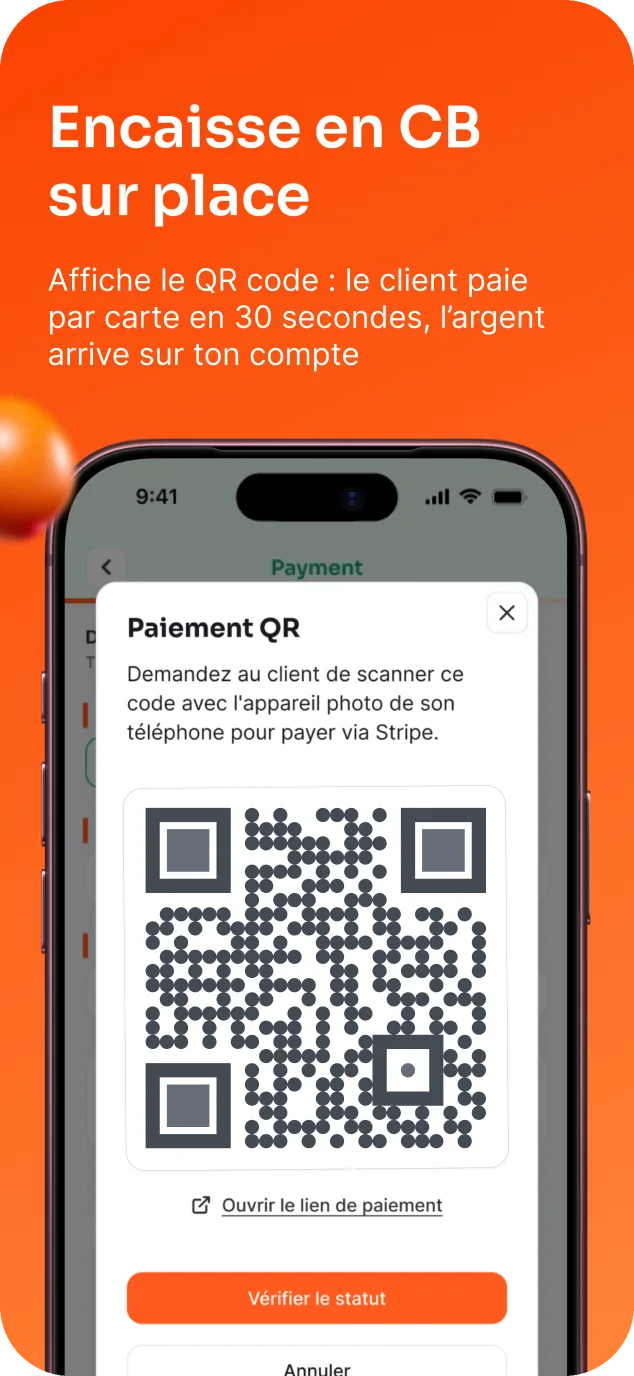 Encaisse en CB
sur place
Affiche le QR code : le client paie
par carte en 30 secondes, l’argent
arrive sur ton compte
9:41
Payment
D
T
Paiement QR
Demandez au client de scanner ce
code avec l'appareil photo de son
téléphone pour payer via Stripe.
Ouvrir le lien de paiement
Vérifier le statut
Annuler